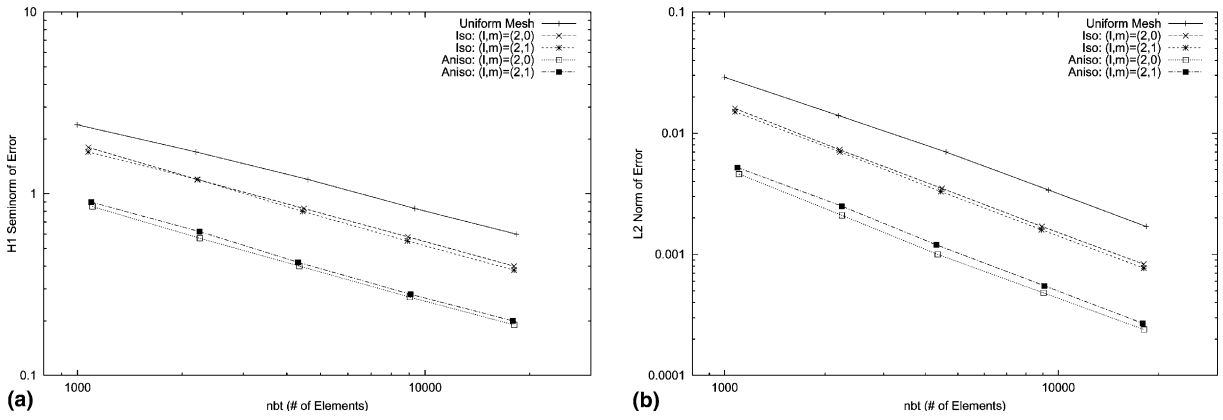 10
1
0.1
H1 Seminorm of Error
Uniform Mesh
Iso: (l,m)=(2,0)
Iso: (l,m)=(2,1)
Aniso: (l,m)=(2,0)
Aniso: (l,m)=(2,1)
1000
10000
nbt (# of Elements)
(a)
0.1
0.01
0.001
0.0001
L2 Norm of Error
Uniform Mesh
Iso: (l,m)=(2,0)
Iso: (l,m)=(2,1)
Aniso: (l,m)=(2,0)
Aniso: (l,m)=(2,1)
1000
10000
nbt (# of Elements)
(b)